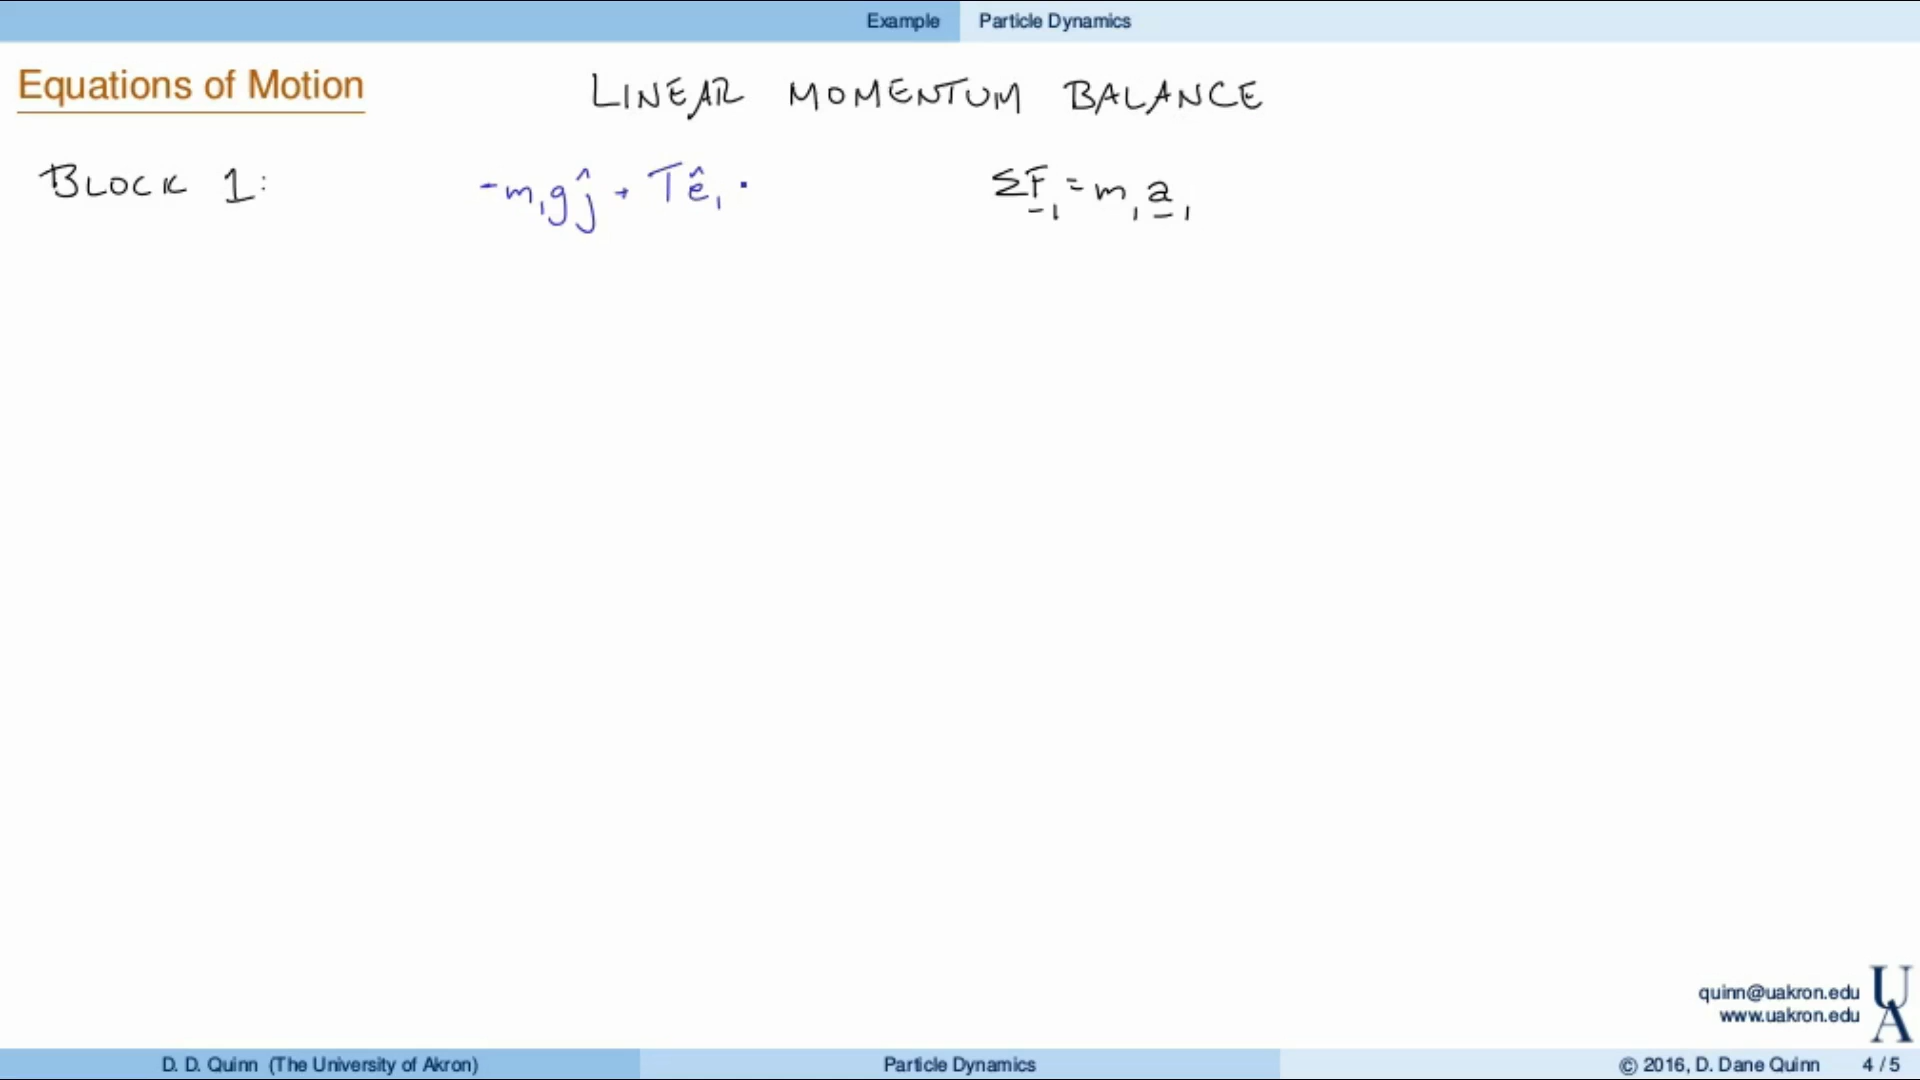 Example Particle Dynamics
Equations of Motion
LINEAR MOMENTUM BALANCE
BLOCK 1: -m₁gĵ + Tê₁ · ΣF₁ = m₁a₁
quinn@uakron.edu
www.uakron.edu
UA
D. D. Quinn (The University of Akron) Particle Dynamics © 2016, D. Dane Quinn 4 / 5